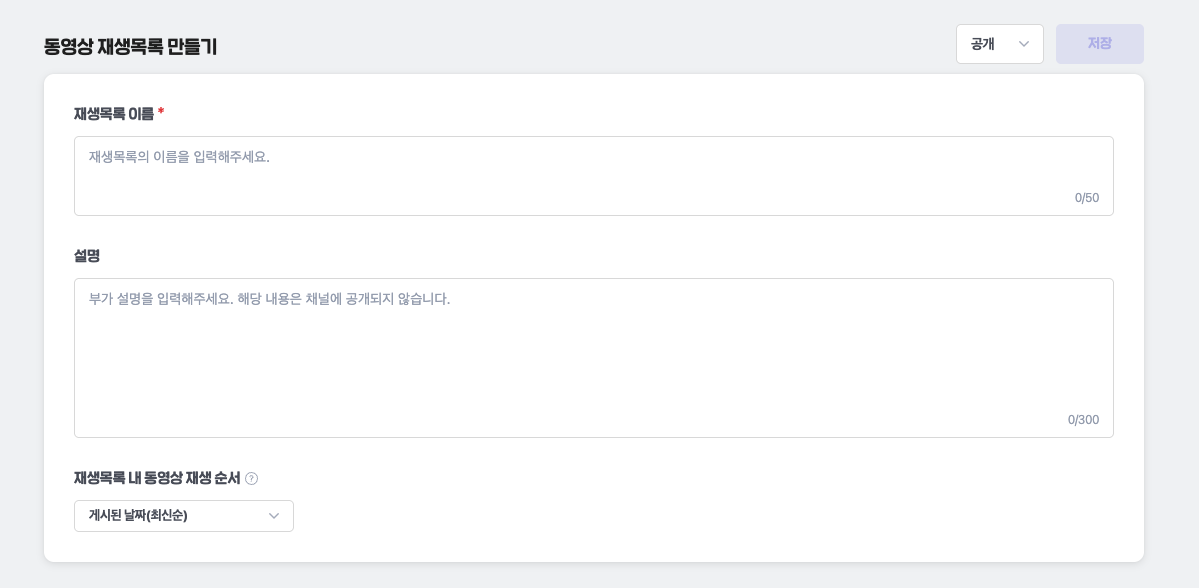 동영상 재생목록 만들기
공개
저장
재생목록 이름 *
재생목록의 이름을 입력해주세요.
0/50
설명
부가 설명을 입력해주세요. 해당 내용은 채널에 공개되지 않습니다.
0/300
재생목록 내 동영상 재생 순서 ?
게시된 날짜(최신순)